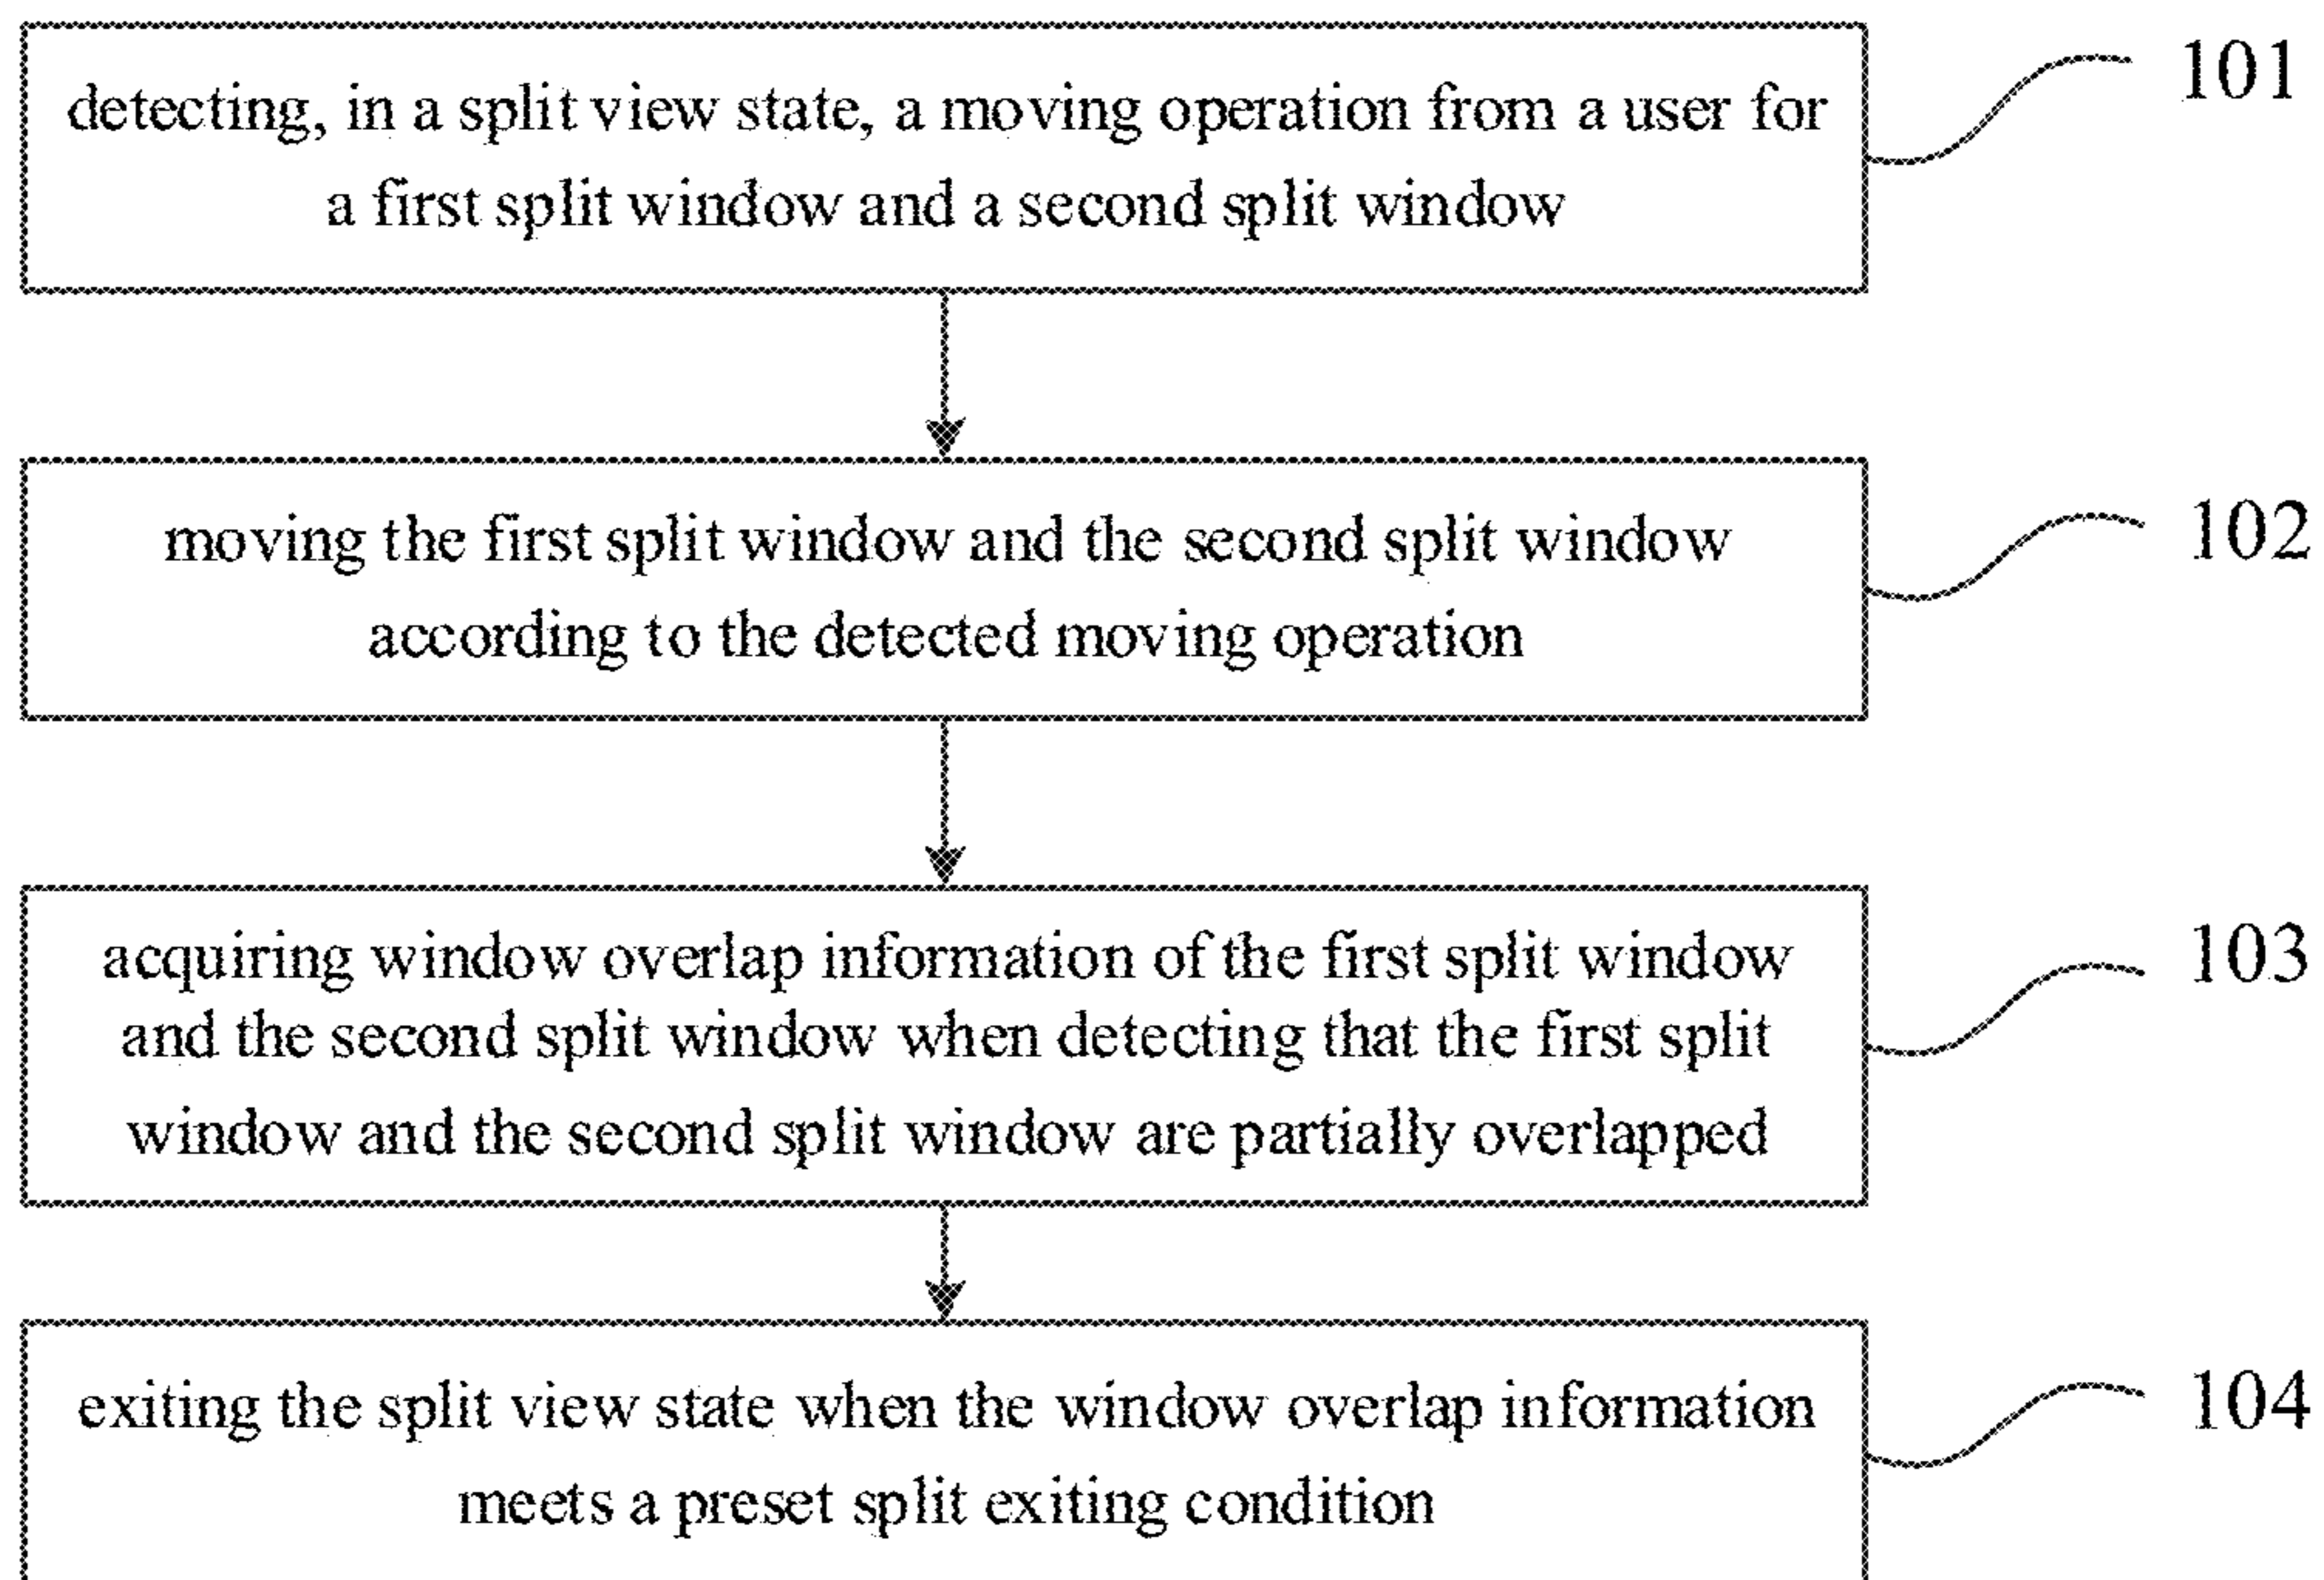 detecting, in a split view state, a moving operation from a user for
a first split window and a second split window
101
moving the first split window and the second split window
according to the detected moving operation
102
acquiring window overlap information of the first split window
and the second split window when detecting that the first split
window and the second split window are partially overlapped
103
exiting the split view state when the window overlap information
meets a preset split exiting condition
104